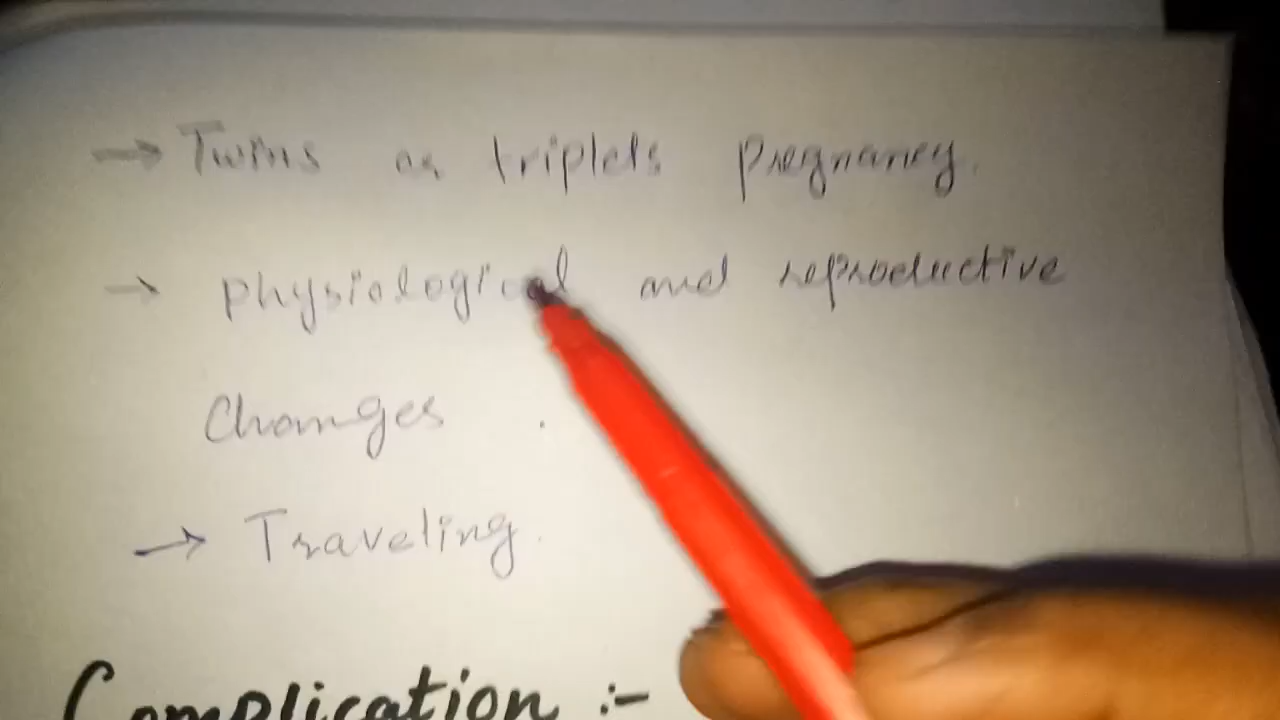 → Twins or triplets pregnancy.
→ physiological and reproductive
Changes .
→ Traveling.
Complication :-